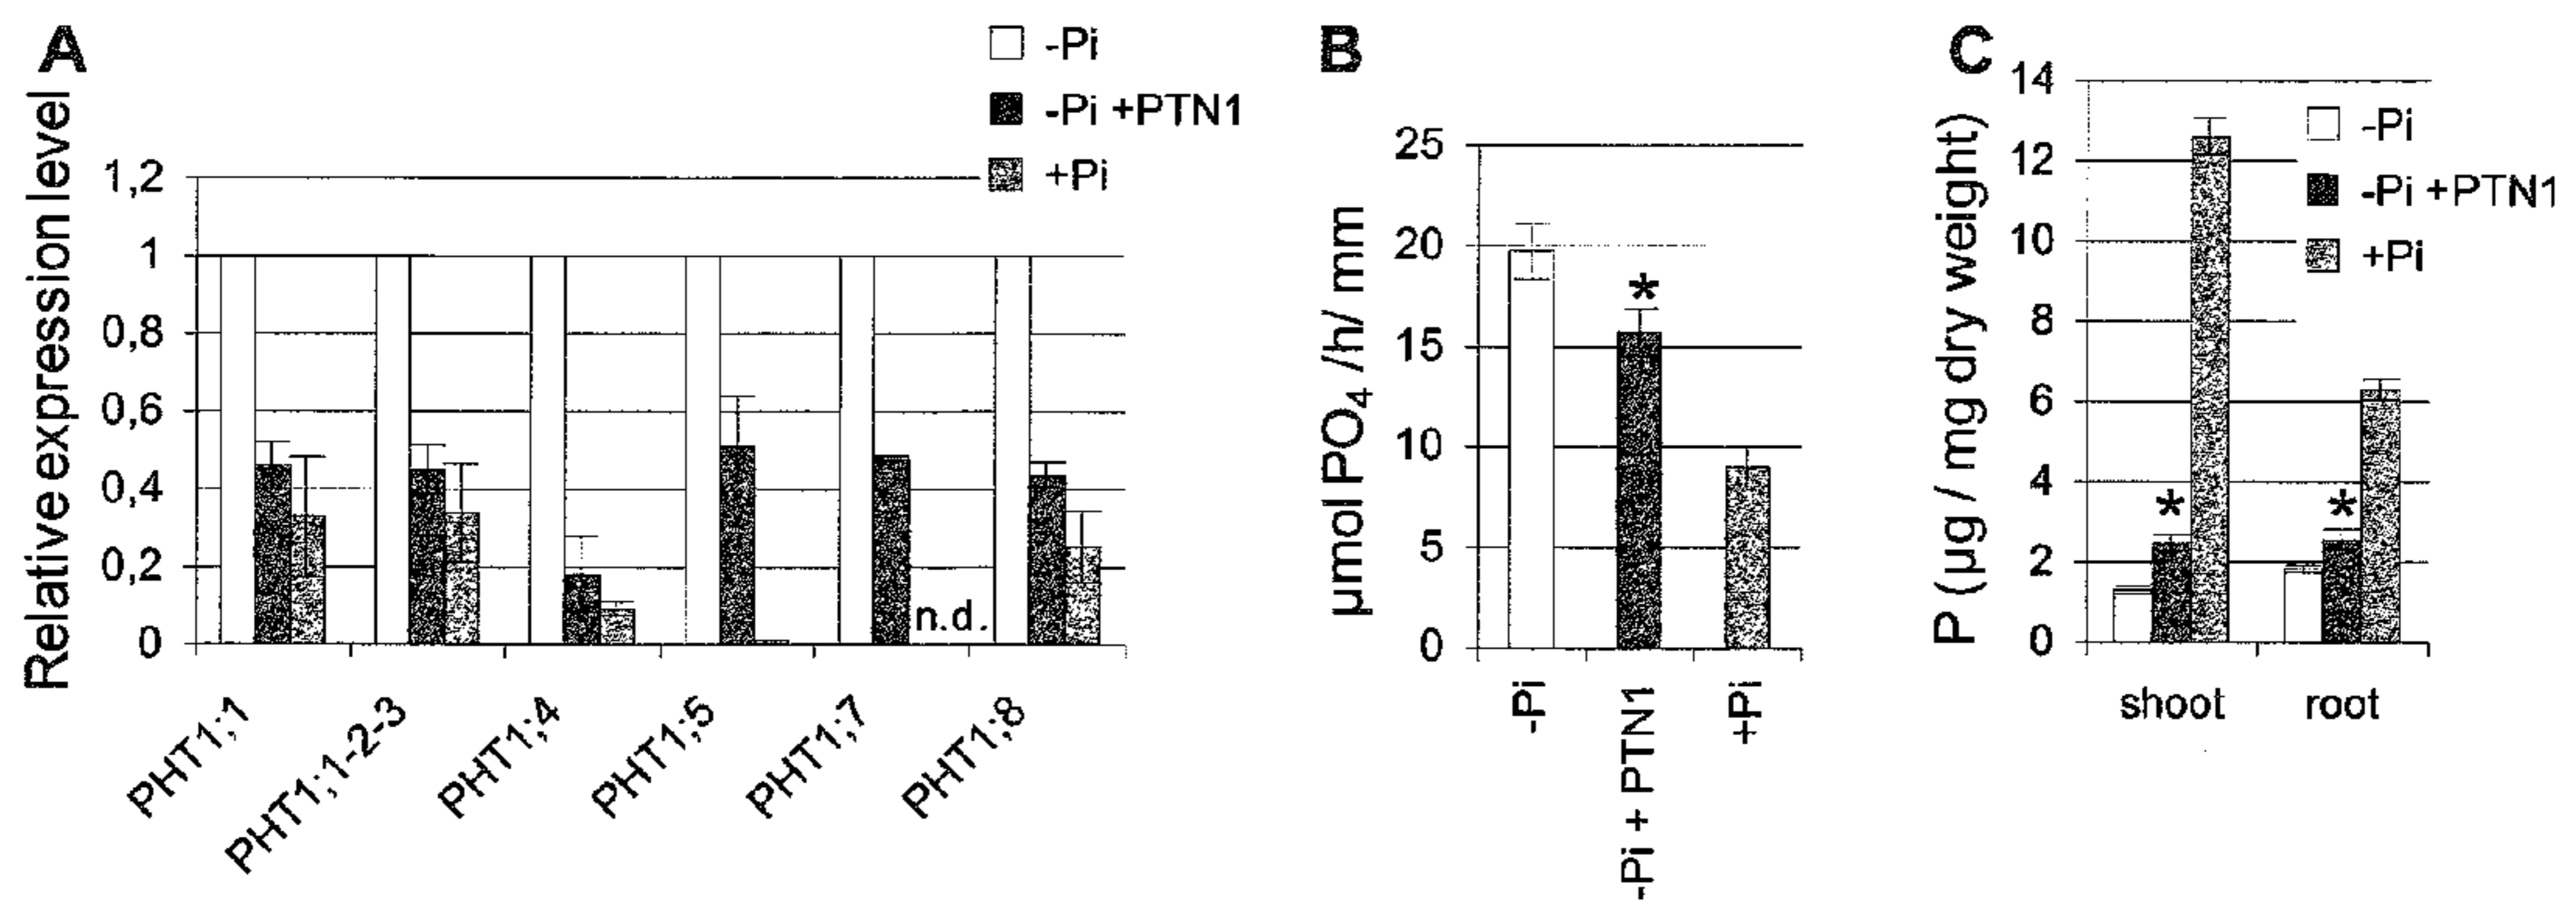 A
-Pi
-Pi +PTN1
+Pi
Relative expression level
1,2
1
0,8
0,6
0,4
0,2
0
n.d.
PHT1;1
PHT1;1-2-3
PHT1;4
PHT1;5
PHT1;7
PHT1;8
B
µmol PO₄ /h/ mm
25
20
15
10
5
0
*
-Pi
-Pi + PTN1
+Pi
C
P (µg / mg dry weight)
14
12
10
8
6
4
2
0
-Pi
-Pi +PTN1
+Pi
*
*
shoot
root